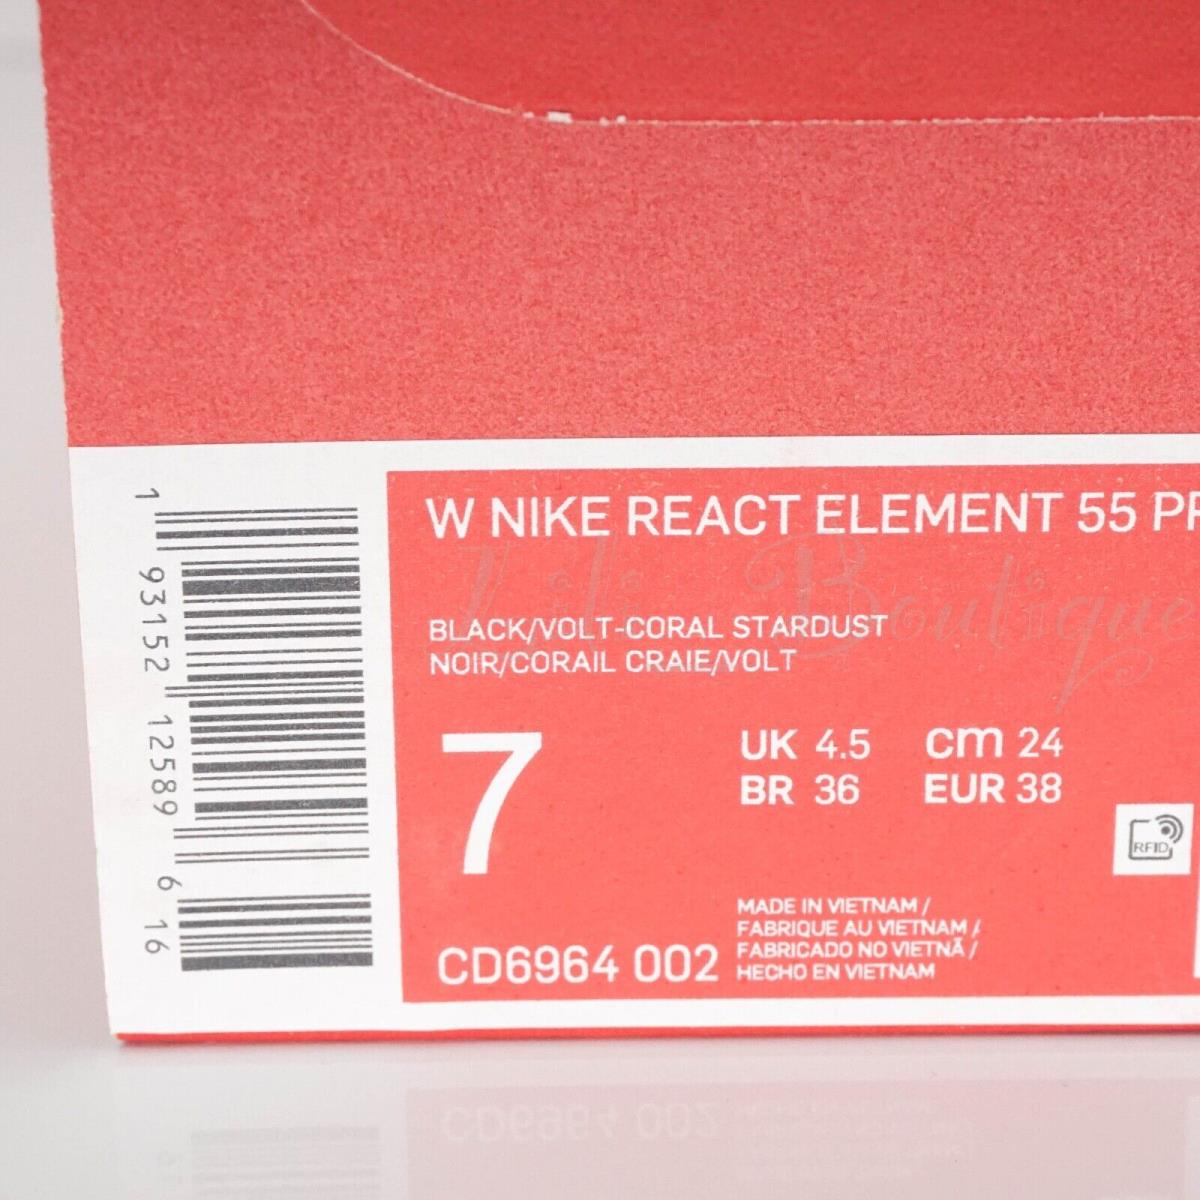 W NIKE REACT ELEMENT 55
Boutique
BLACK/VOLT-CORAL STARDUST
NOIR/CORAIL CRAIE/VOLT
7
UK 4.5 cm 24
BR 36 EUR 38
RFID
MADE IN VIETNAM /
FABRIQUE AU VIETNAM /
FABRICADO NO VIETNÃ /
HECHO EN VIETNAM
CD6964 002
1 93152 12589 6 16